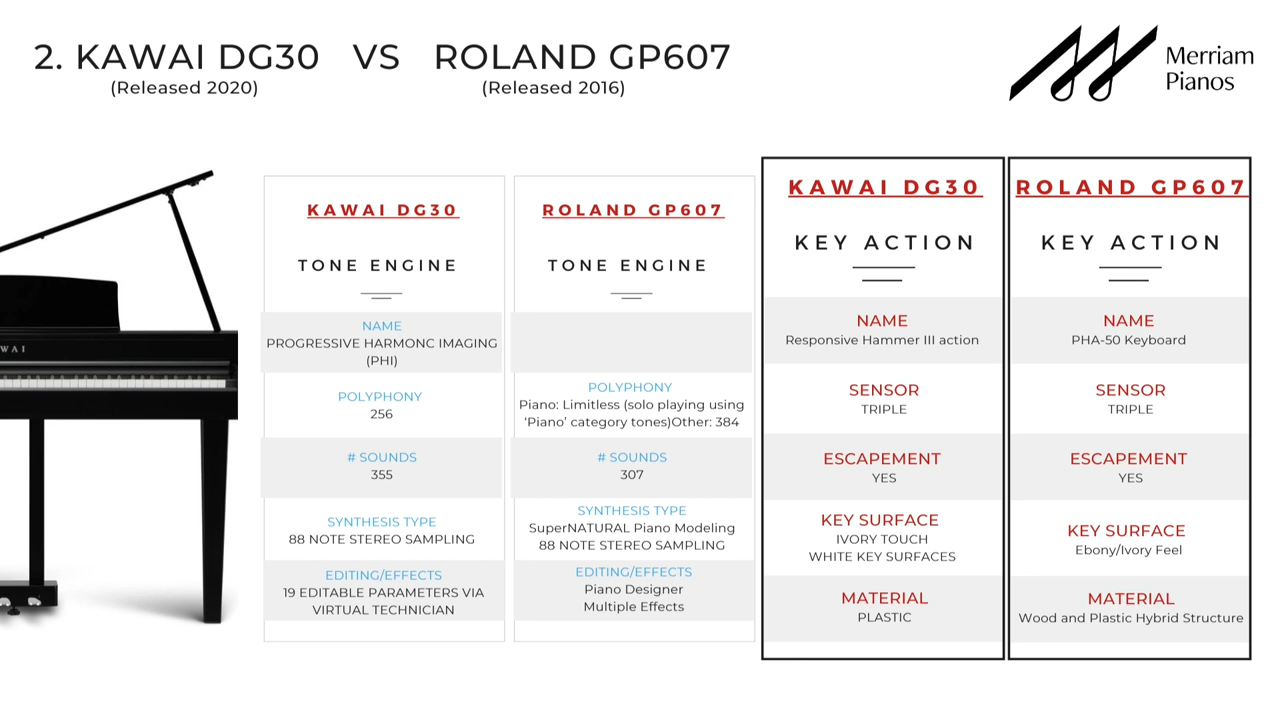 2. KAWAI DG30 VS ROLAND GP607
(Released 2020) (Released 2016)
Merriam
Pianos
WAI
KAWAI DG30
TONE ENGINE
NAME
PROGRESSIVE HARMONC IMAGING
(PHI)
POLYPHONY
256
# SOUNDS
355
SYNTHESIS TYPE
88 NOTE STEREO SAMPLING
EDITING/EFFECTS
19 EDITABLE PARAMETERS VIA
VIRTUAL TECHNICIAN
ROLAND GP607
TONE ENGINE
POLYPHONY
Piano: Limitless (solo playing using
'Piano' category tones)Other: 384
# SOUNDS
307
SYNTHESIS TYPE
SuperNATURAL Piano Modeling
88 NOTE STEREO SAMPLING
EDITING/EFFECTS
Piano Designer
Multiple Effects
KAWAI DG30
KEY ACTION
NAME
Responsive Hammer III action
SENSOR
TRIPLE
ESCAPEMENT
YES
KEY SURFACE
IVORY TOUCH
WHITE KEY SURFACES
MATERIAL
PLASTIC
ROLAND GP607
KEY ACTION
NAME
PHA-50 Keyboard
SENSOR
TRIPLE
ESCAPEMENT
YES
KEY SURFACE
Ebony/Ivory Feel
MATERIAL
Wood and Plastic Hybrid Structure